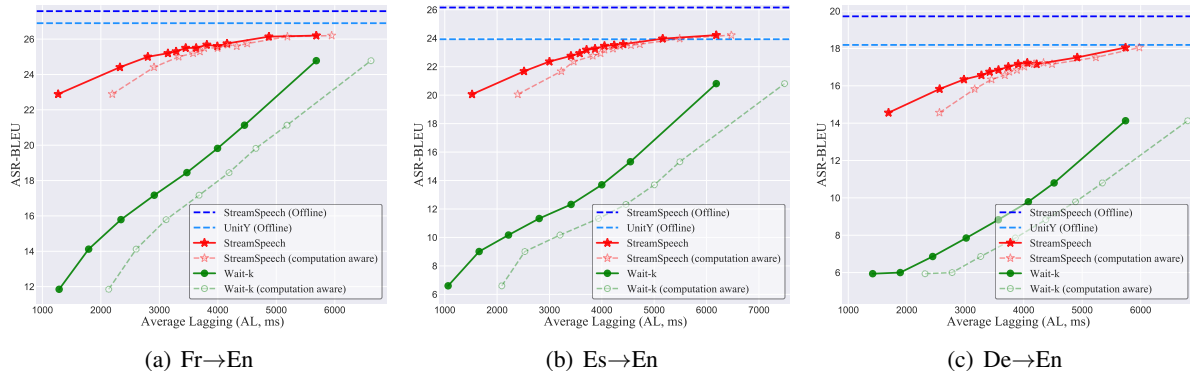 ASR-BLEU
28
26
24
22
20
18
16
14
12
1000 2000 3000 4000 5000 6000
Average Lagging (AL, ms)
StreamSpeech (Offline)
UnitY (Offline)
StreamSpeech
StreamSpeech (computation aware)
Wait-k
Wait-k (computation aware)
(a) Fr→En
ASR-BLEU
26
24
22
20
18
16
14
12
10
8
6
1000 2000 3000 4000 5000 6000 7000
Average Lagging (AL, ms)
StreamSpeech (Offline)
UnitY (Offline)
StreamSpeech
StreamSpeech (computation aware)
Wait-k
Wait-k (computation aware)
(b) Es→En
ASR-BLEU
20
18
16
14
12
10
8
6
4
1000 2000 3000 4000 5000 6000
Average Lagging (AL, ms)
StreamSpeech (Offline)
UnitY (Offline)
StreamSpeech
StreamSpeech (computation aware)
Wait-k
Wait-k (computation aware)
(c) De→En